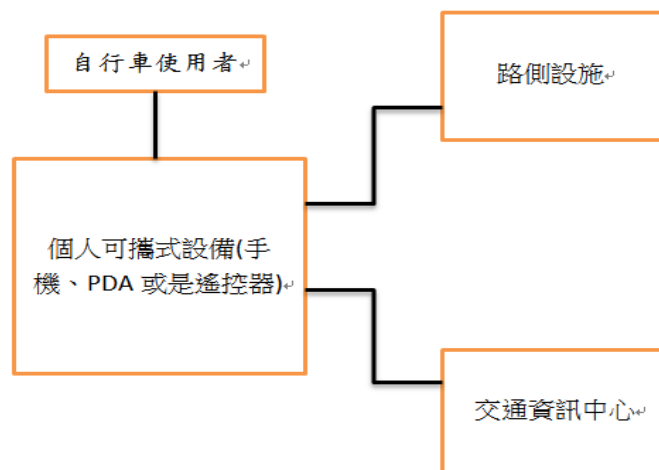 自行車使用者
路側設施
個人可攜式設備(手
機、PDA 或是遙控器)
交通資訊中心